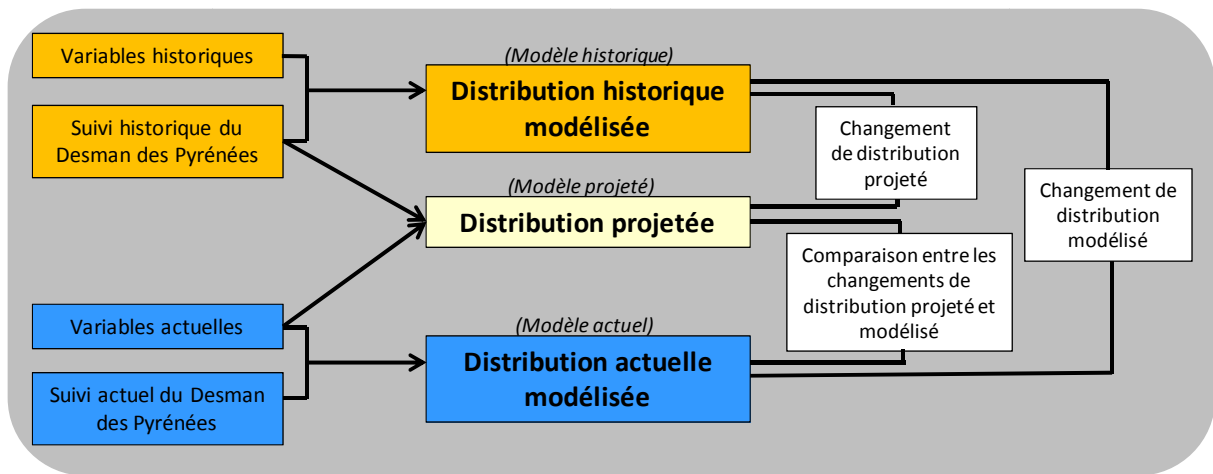 Variables historiques
Suivi historique du
Desman des Pyrénées
Variables actuelles
Suivi actuel du Desman
des Pyrénées
(Modèle historique)
Distribution historique
modélisée
(Modèle projeté)
Distribution projetée
(Modèle actuel)
Distribution actuelle
modélisée
Changement
de distribution
projeté
Comparaison entre les
changements de
distribution projeté et
modélisé
Changement de
distribution
modélisé